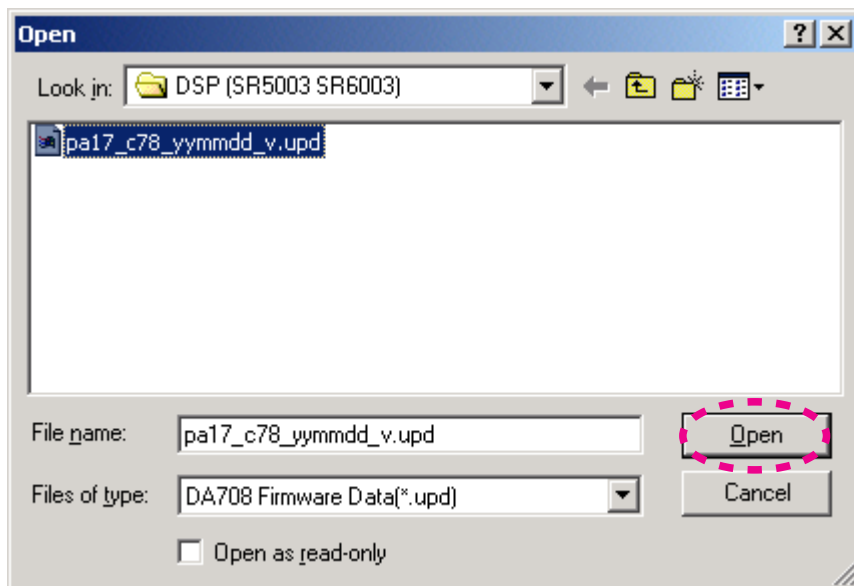 Open
Look in: DSP (SR5003 SR6003)
pa17_c78_yymmdd_v.upd
File name: pa17_c78_yymmdd_v.upd Open
Files of type: DA708 Firmware Data(*.upd) Cancel
Open as read-only